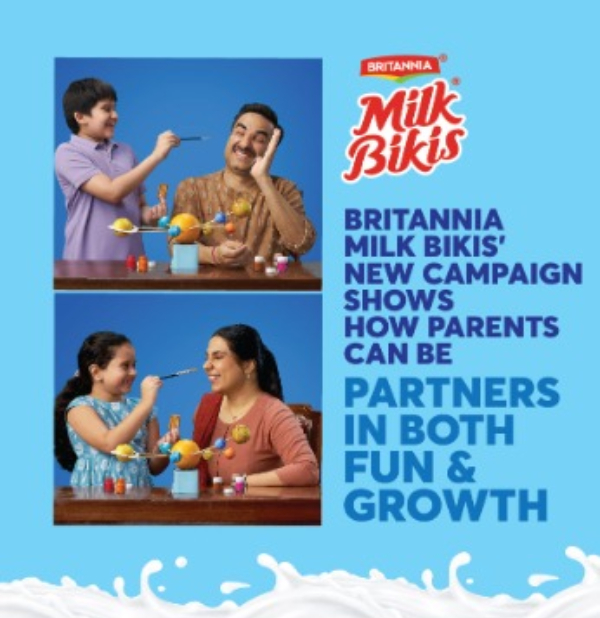 BRITANNIA
Milk
Bikis
BRITANNIA
MILK BIKIS'
NEW CAMPAIGN
SHOWS
HOW PARENTS
CAN BE
PARTNERS
IN BOTH
FUN &
GROWTH